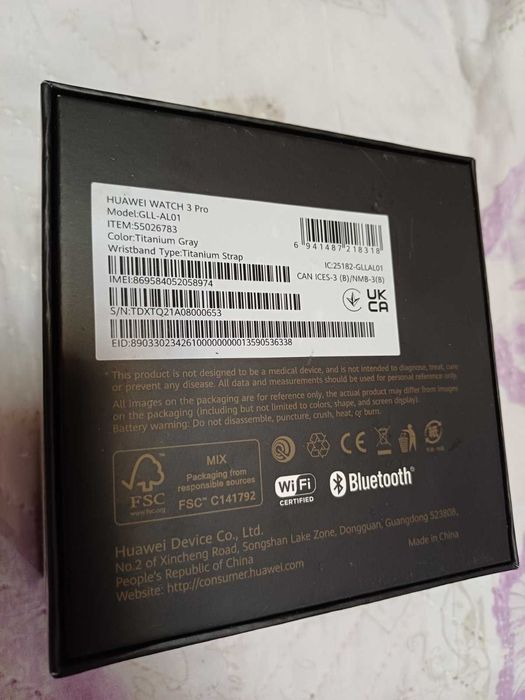 HUAWEI WATCH 3 Pro
Model:GLL-AL01
ITEM:55026783
Color:Titanium Gray
Wristband Type:Titanium Strap
6 941487 218318
IMEI:869584052058974
IC:25182-GLLAL01
CAN ICES-3 (B)/NMB-3(B)
S/N:TDXTQ21A08000653
UK
CA
EID:89033023426100000000013590536338
* This product is not designed to be a medical device, and is not intended to diagnose, treat, cure
or prevent any disease. All data and measurements should be used for personal reference only.
All images on the packaging are for reference only, the actual product may differ from images
on the packaging (including but not limited to colors, shape, and screen display).
Battery warning: Do not disassemble, puncture, crush, heat, or burn.
FSC
www.fsc.org
MIX
Packaging from
responsible sources
FSC™ C141792
CE
Wi Fi
CERTIFIED
Bluetooth®
Huawei Device Co., Ltd.
No.2 of Xincheng Road, Songshan Lake Zone, Dongguan, Guangdong 523808,
People's Republic of China
Website: http://consumer.huawei.com
Made in China